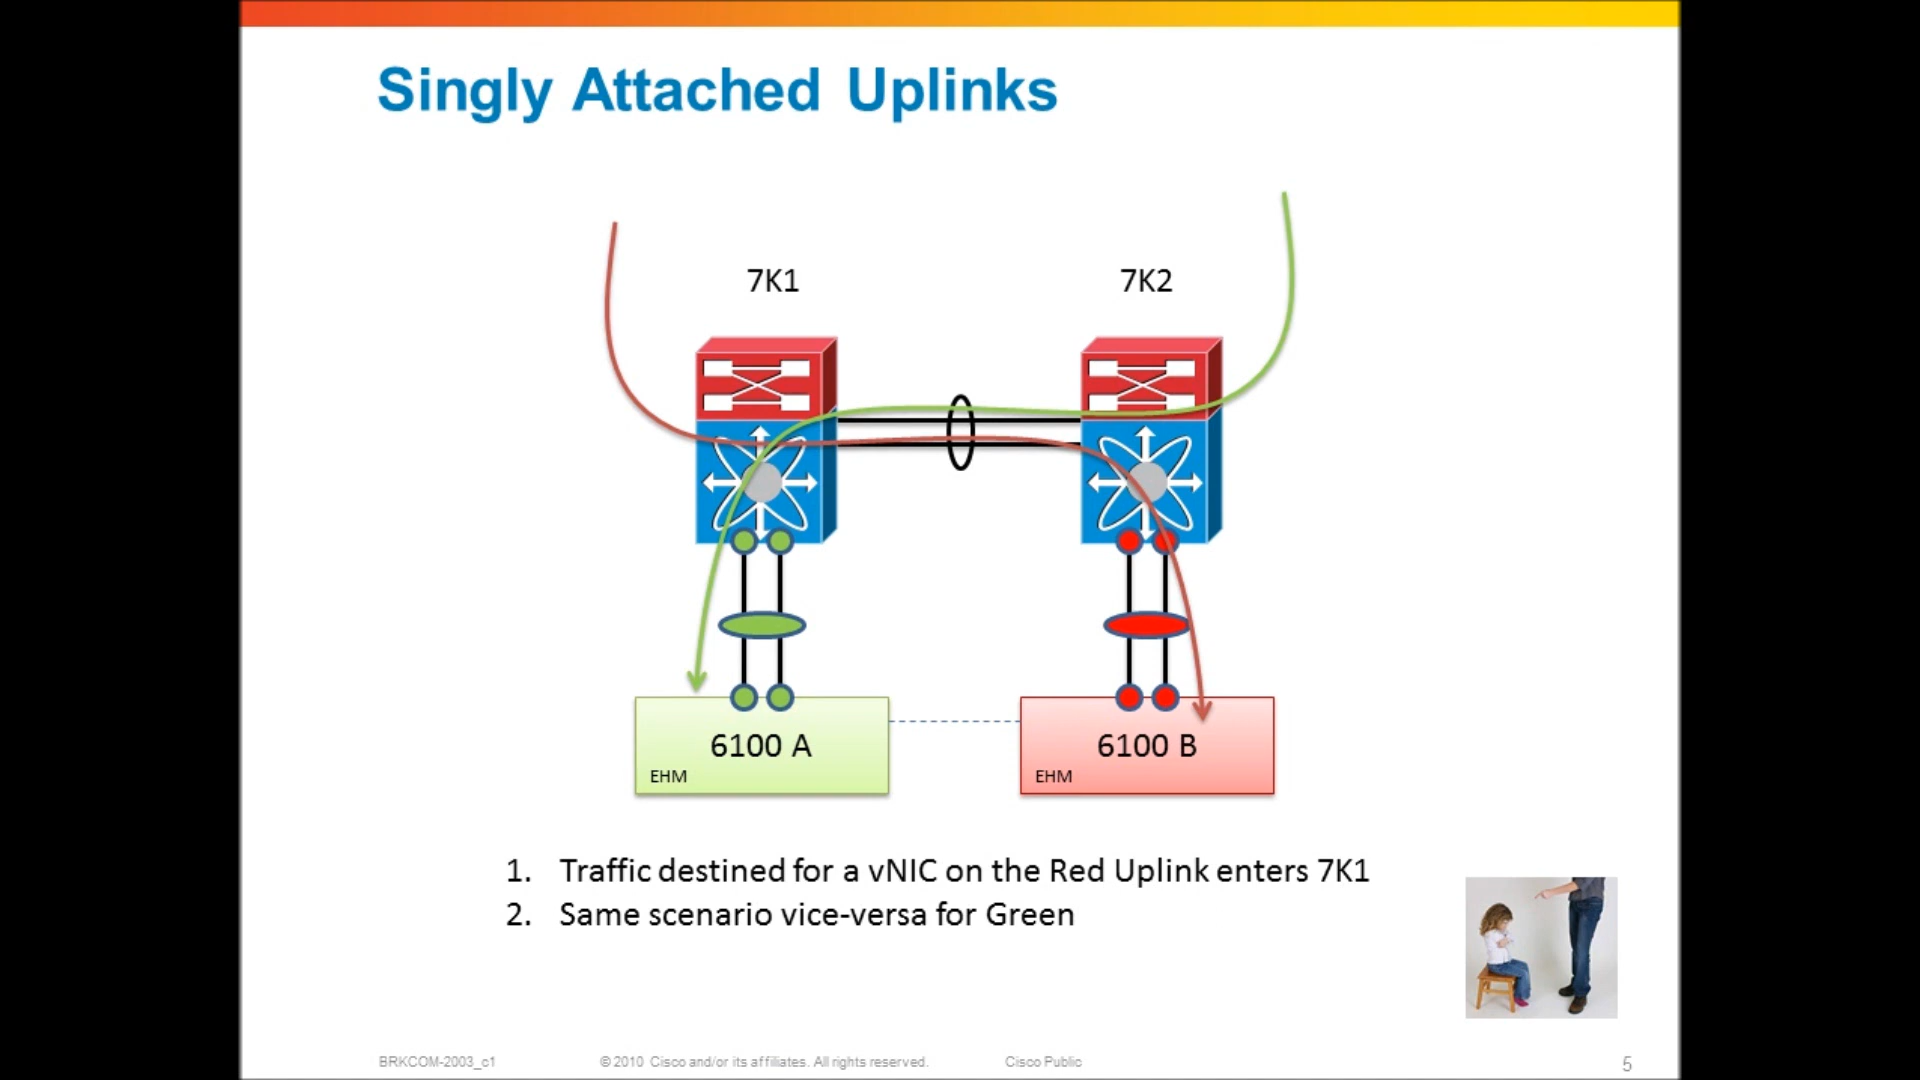 Singly Attached Uplinks
7K1
7K2
6100 A
EHM
6100 B
EHM
1. Traffic destined for a vNIC on the Red Uplink enters 7K1
2. Same scenario vice-versa for Green
BRKCOM-2003_c1
© 2010 Cisco and/or its affiliates. All rights reserved.
Cisco Public
5